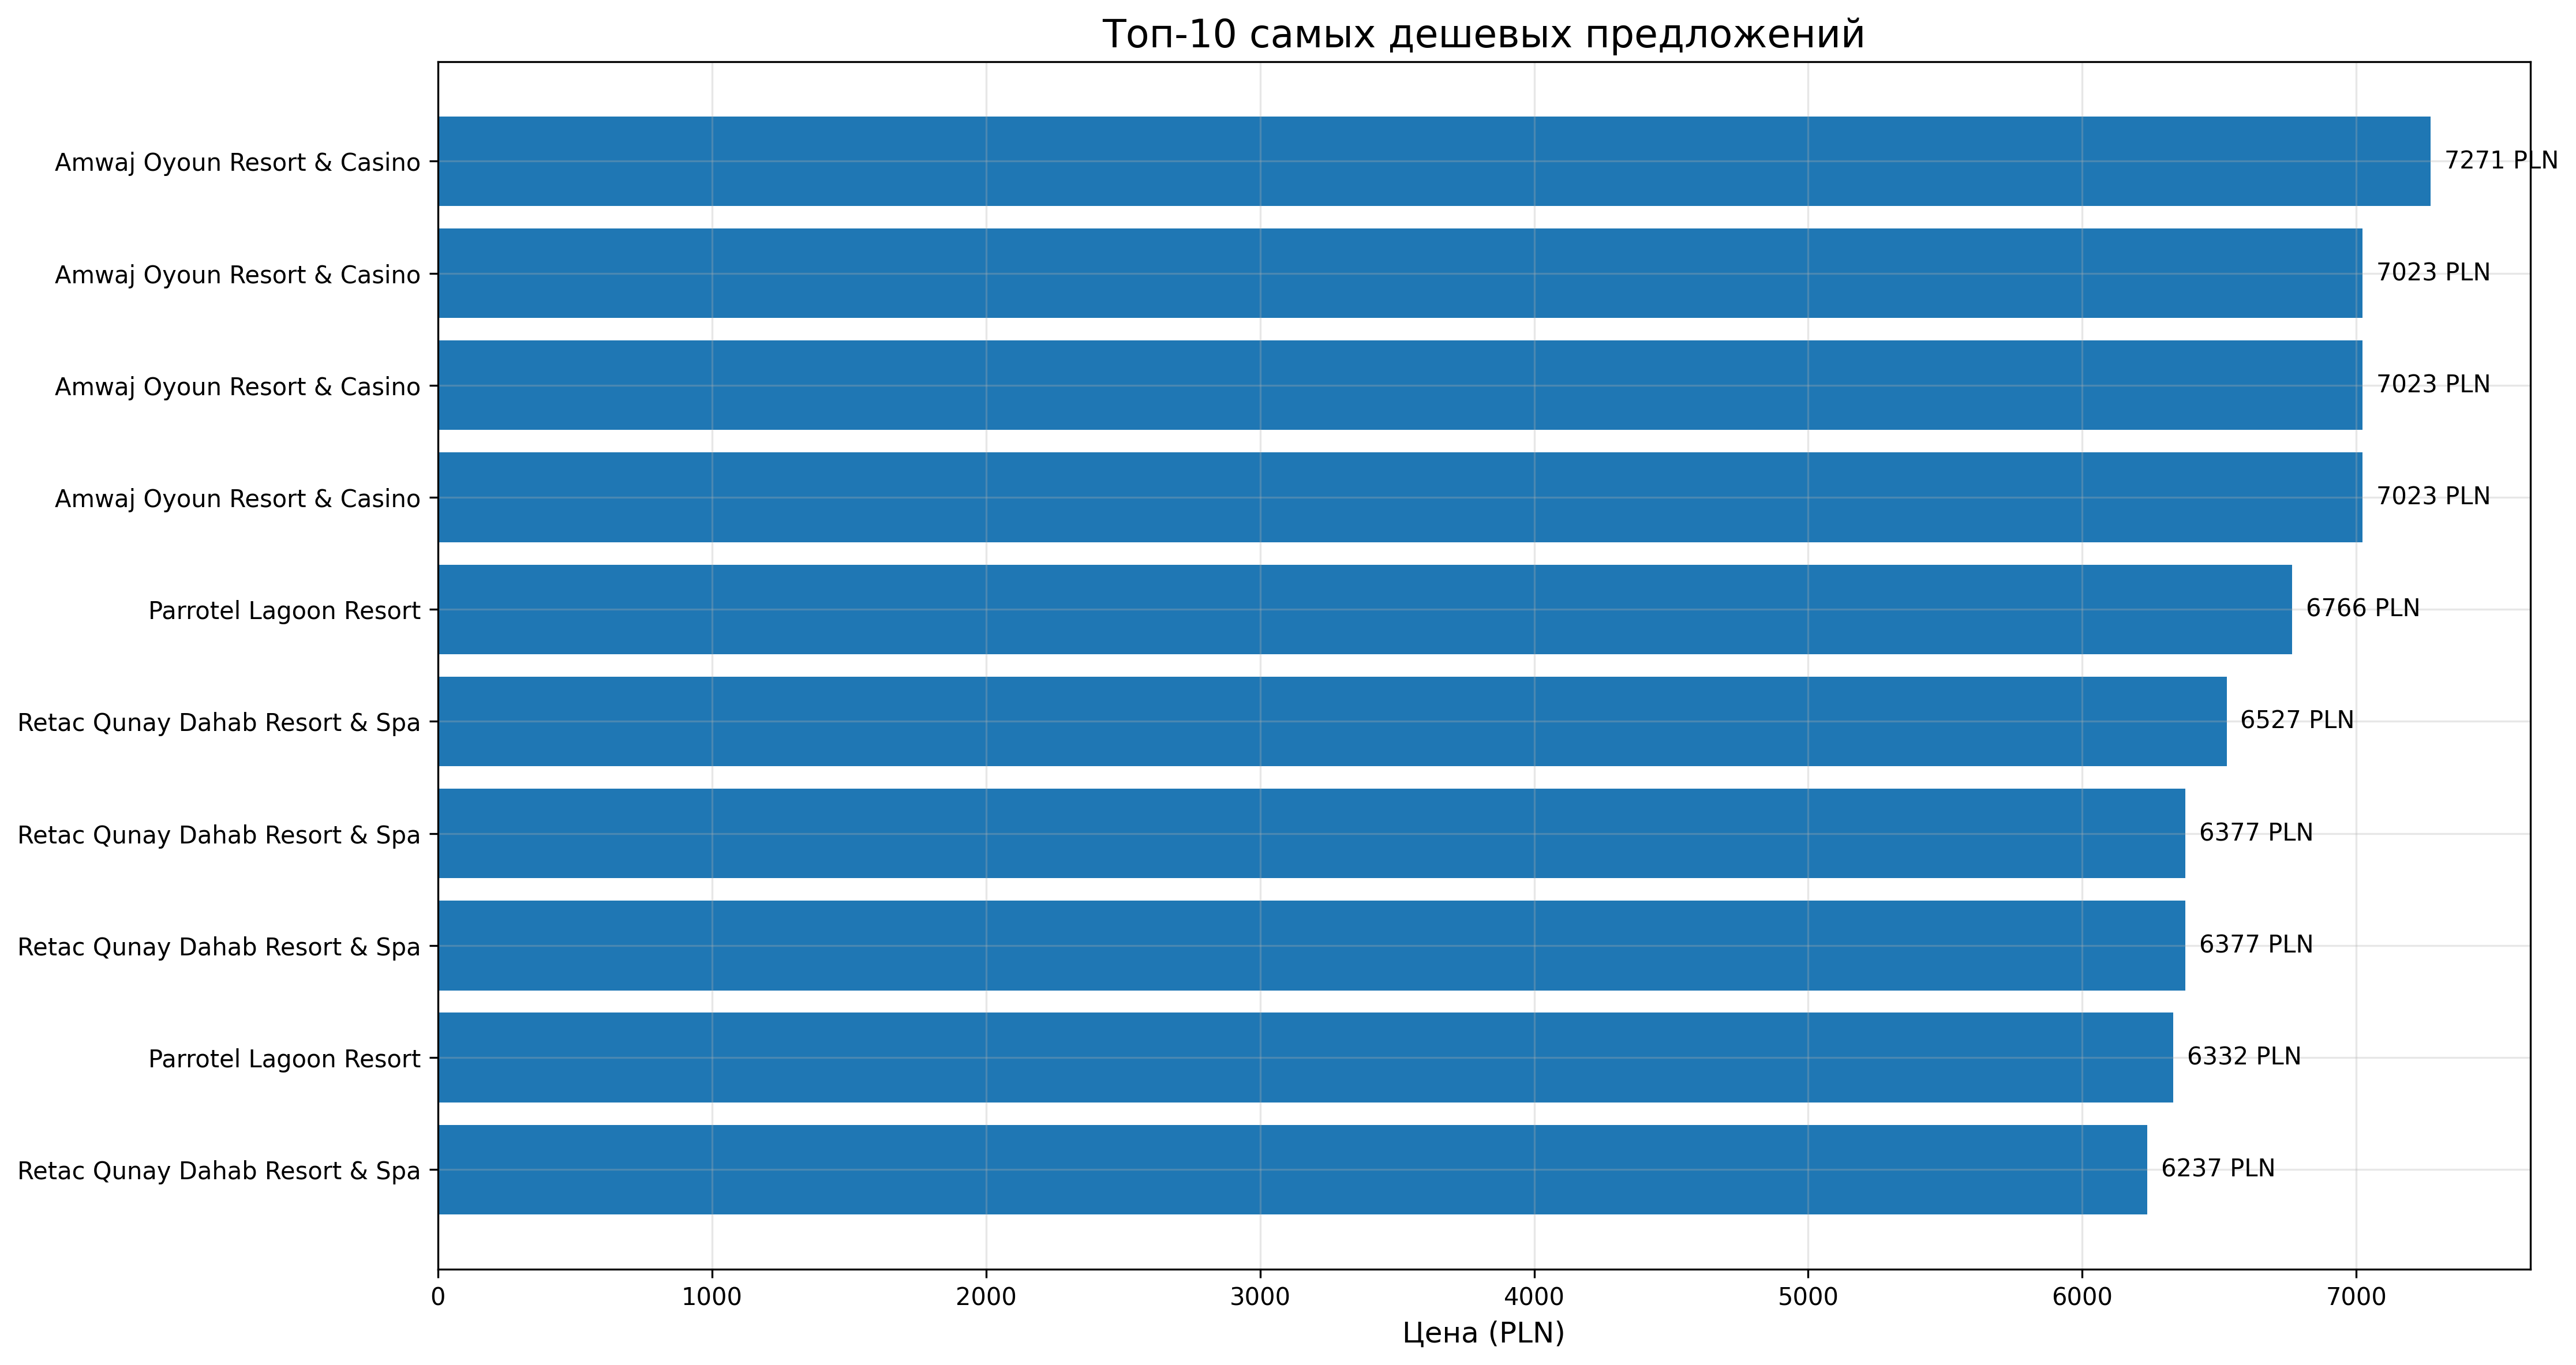 Топ-10 самых дешевых предложений
Amwaj Oyoun Resort & Casino
7271 PLN
Amwaj Oyoun Resort & Casino
7023 PLN
Amwaj Oyoun Resort & Casino
7023 PLN
Amwaj Oyoun Resort & Casino
7023 PLN
Parrotel Lagoon Resort
6766 PLN
Retac Qunay Dahab Resort & Spa
6527 PLN
Retac Qunay Dahab Resort & Spa
6377 PLN
Retac Qunay Dahab Resort & Spa
6377 PLN
Parrotel Lagoon Resort
6332 PLN
Retac Qunay Dahab Resort & Spa
6237 PLN
0 1000 2000 3000 4000 5000 6000 7000
Цена (PLN)